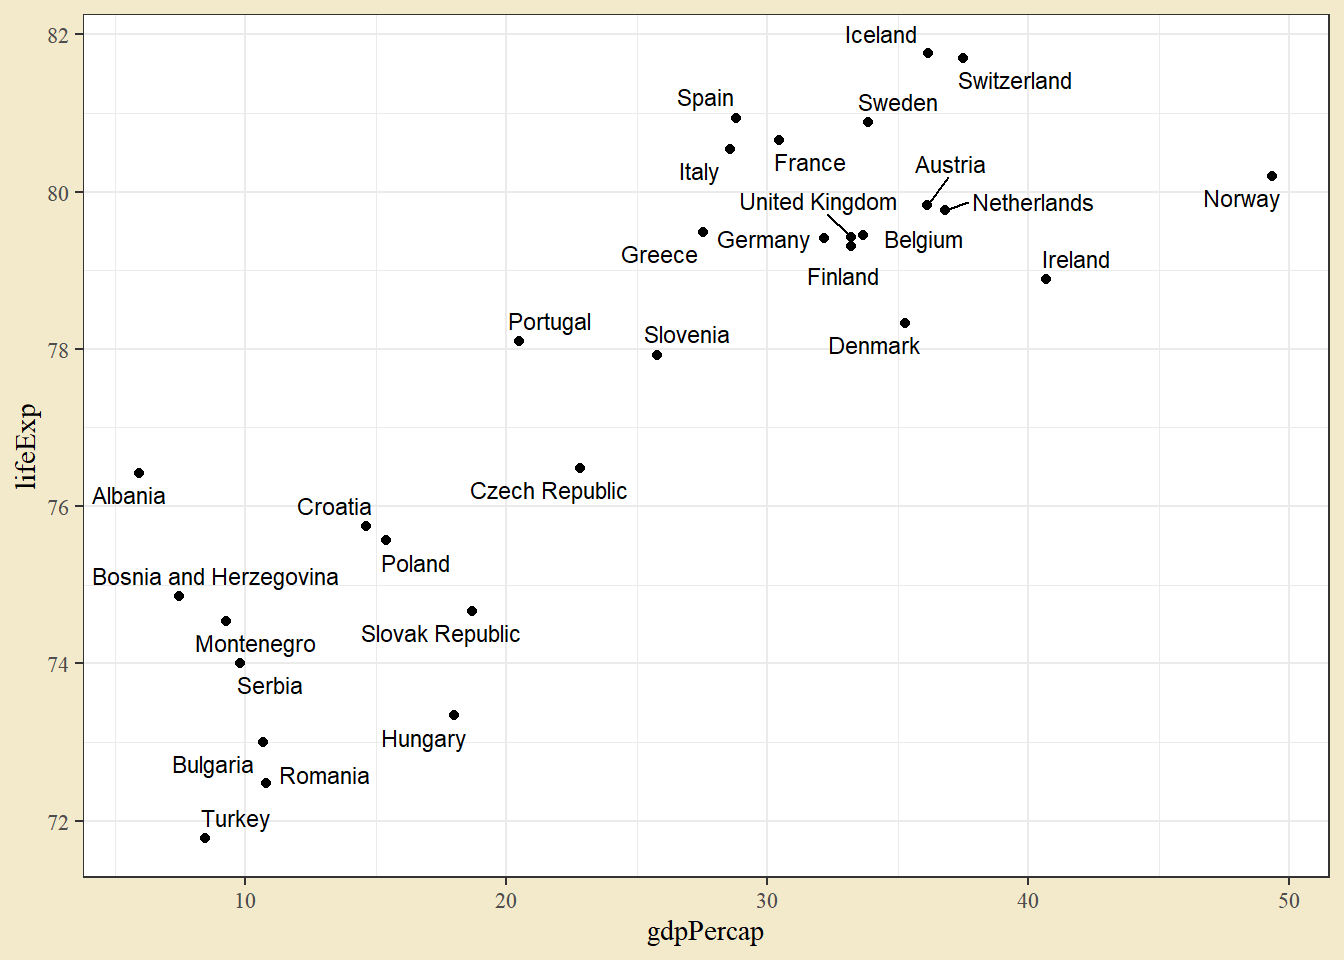 82
Iceland
Switzerland
Spain
Sweden
Italy
France
Austria
80
United Kingdom
Netherlands
Norway
Greece
Germany
Belgium
Ireland
Finland
Portugal
Slovenia
Denmark
78
lifeExp
Albania
Czech Republic
76
Croatia
Poland
Bosnia and Herzegovina
Slovak Republic
Montenegro
74
Serbia
Hungary
Bulgaria
Romania
Turkey
72
10 20 30 40 50
gdpPercap